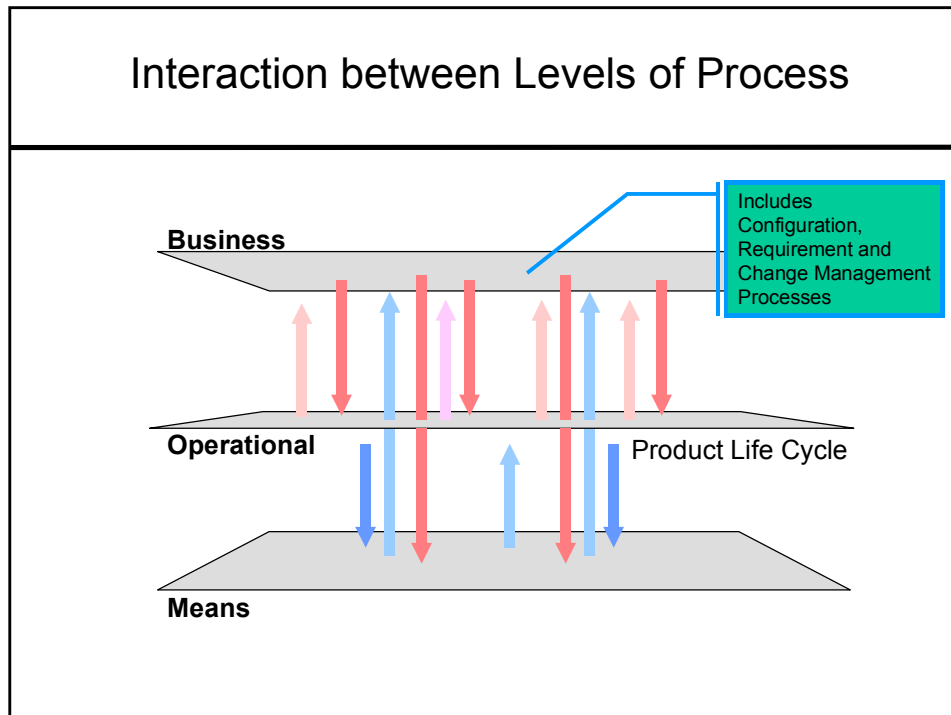 Interaction between Levels of Process
Includes
Configuration,
Requirement and
Change Management
Processes
Business
Operational
Product Life Cycle
Means